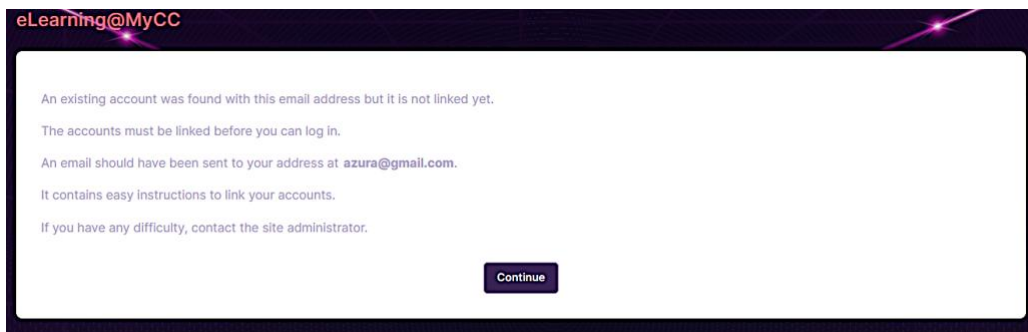 eLearning@MyCC
An existing account was found with this email address but it is not linked yet.
The accounts must be linked before you can log in.
An email should have been sent to your address at azura@gmail.com.
It contains easy instructions to link your accounts.
If you have any difficulty, contact the site administrator.
Continue